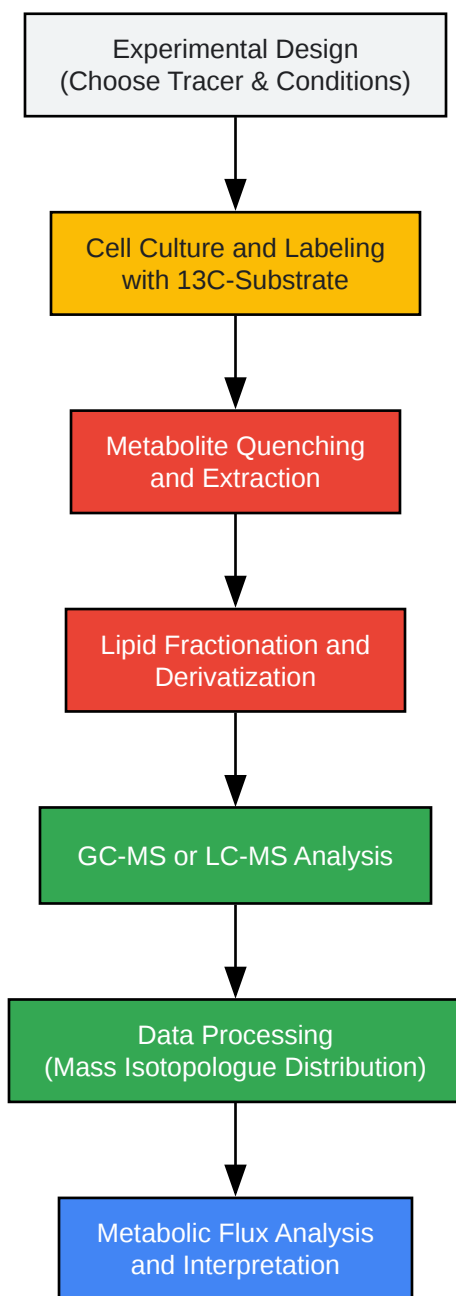 Experimental Design
(Choose Tracer & Conditions)
Cell Culture and Labeling
with 13C-Substrate
Metabolite Quenching
and Extraction
Lipid Fractionation and
Derivatization
GC-MS or LC-MS Analysis
Data Processing
(Mass Isotopologue Distribution)
Metabolic Flux Analysis
and Interpretation